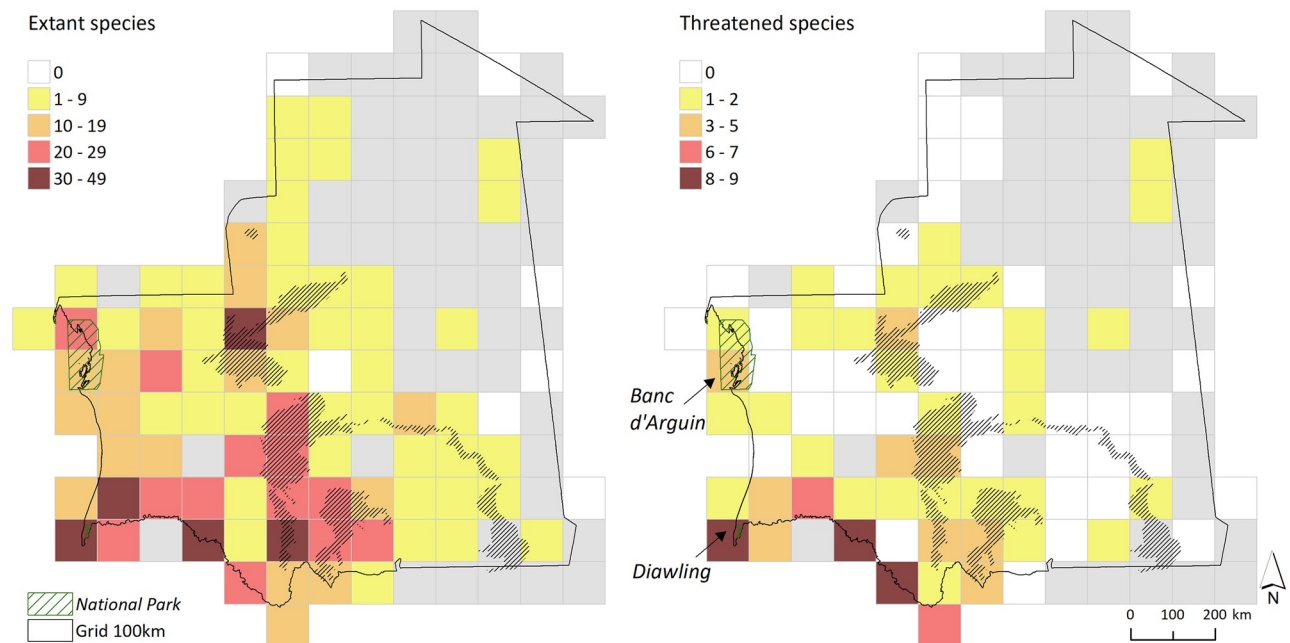 Extant species
0
1 - 9
10 - 19
20 - 29
30 - 49
National Park
Grid 100km
Threatened species
0
1 - 2
3 - 5
6 - 7
8 - 9
Banc
d'Arguin
Diawling
N
0 100 200 km